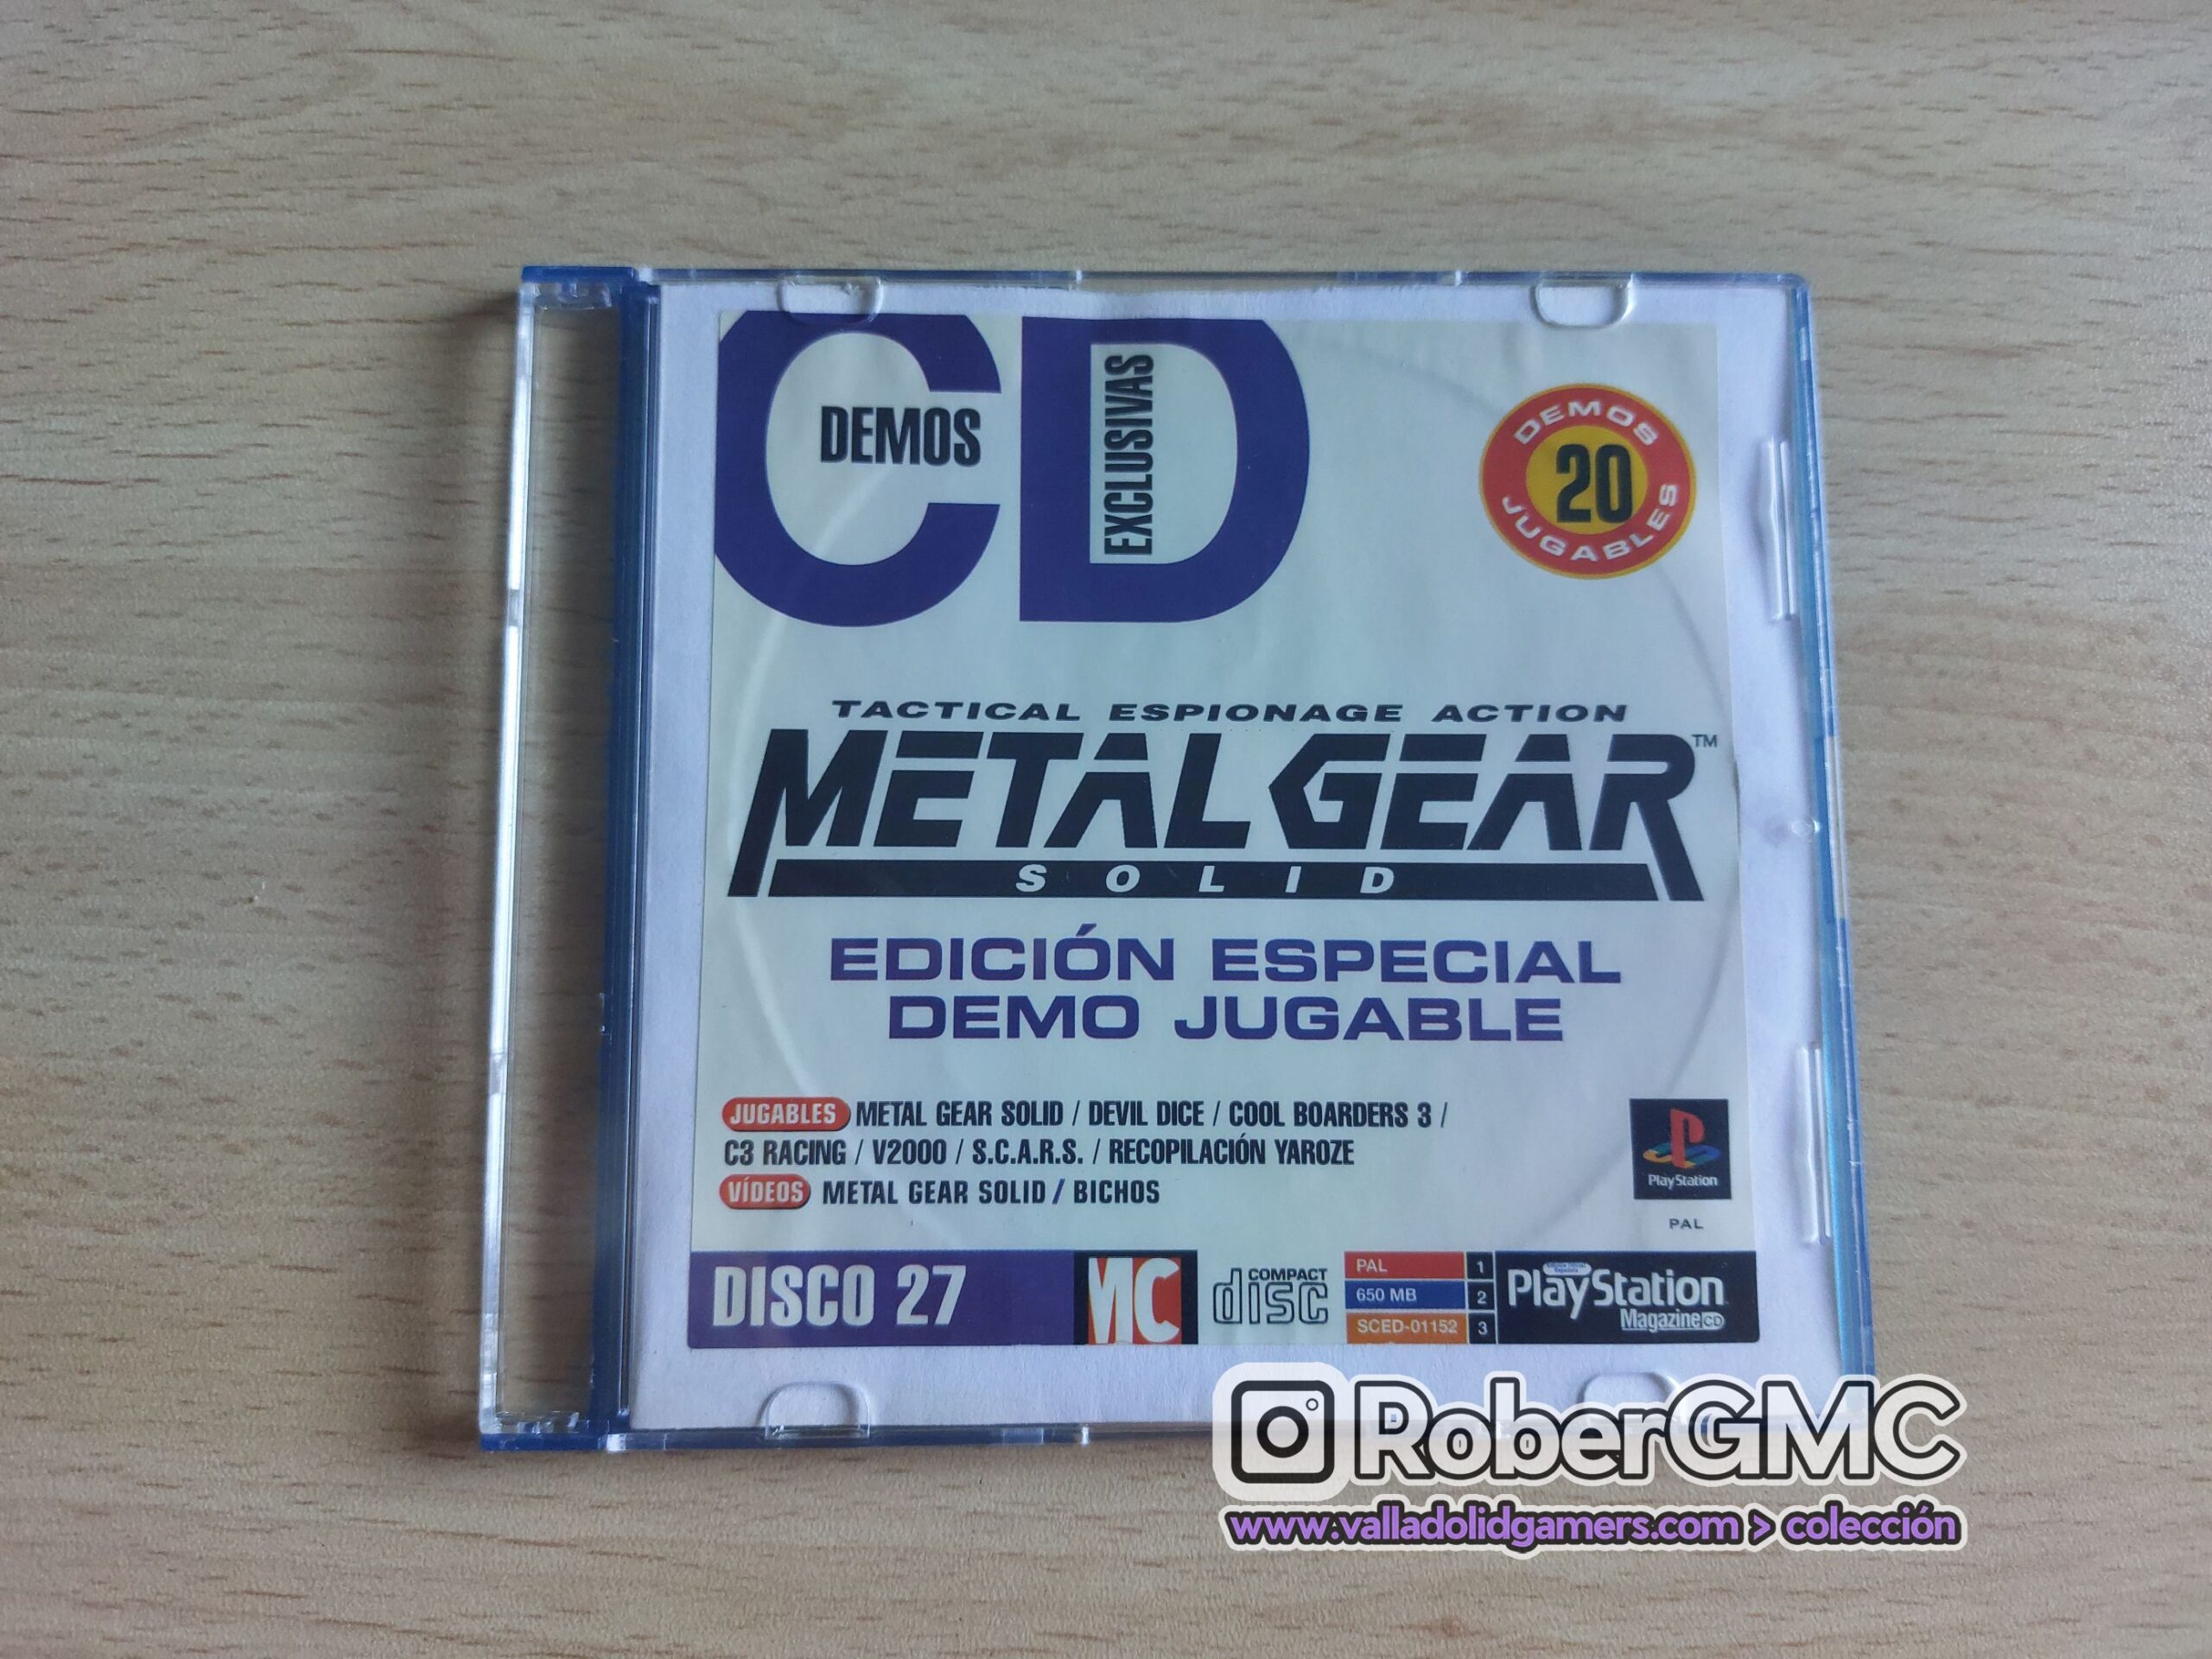 CD
DEMOS
EXCLUSIVAS
DEMOS
20
JUGABLES
TACTICAL ESPIONAGE ACTION
METAL GEAR™
SOLID
EDICIÓN ESPECIAL
DEMO JUGABLE
JUGABLES METAL GEAR SOLID / DEVIL DICE / COOL BOARDERS 3 /
C3 RACING / V2000 / S.C.A.R.S. / RECOPILACIÓN YAROZE
VÍDEOS METAL GEAR SOLID / BICHOS
PlayStation
PAL
DISCO 27
MC
COMPACT
disc
PAL 1
650 MB 2
SCED-01152 3
PlayStation
Magazine CD
RoberGMC
www.valladolidgamers.com > colección